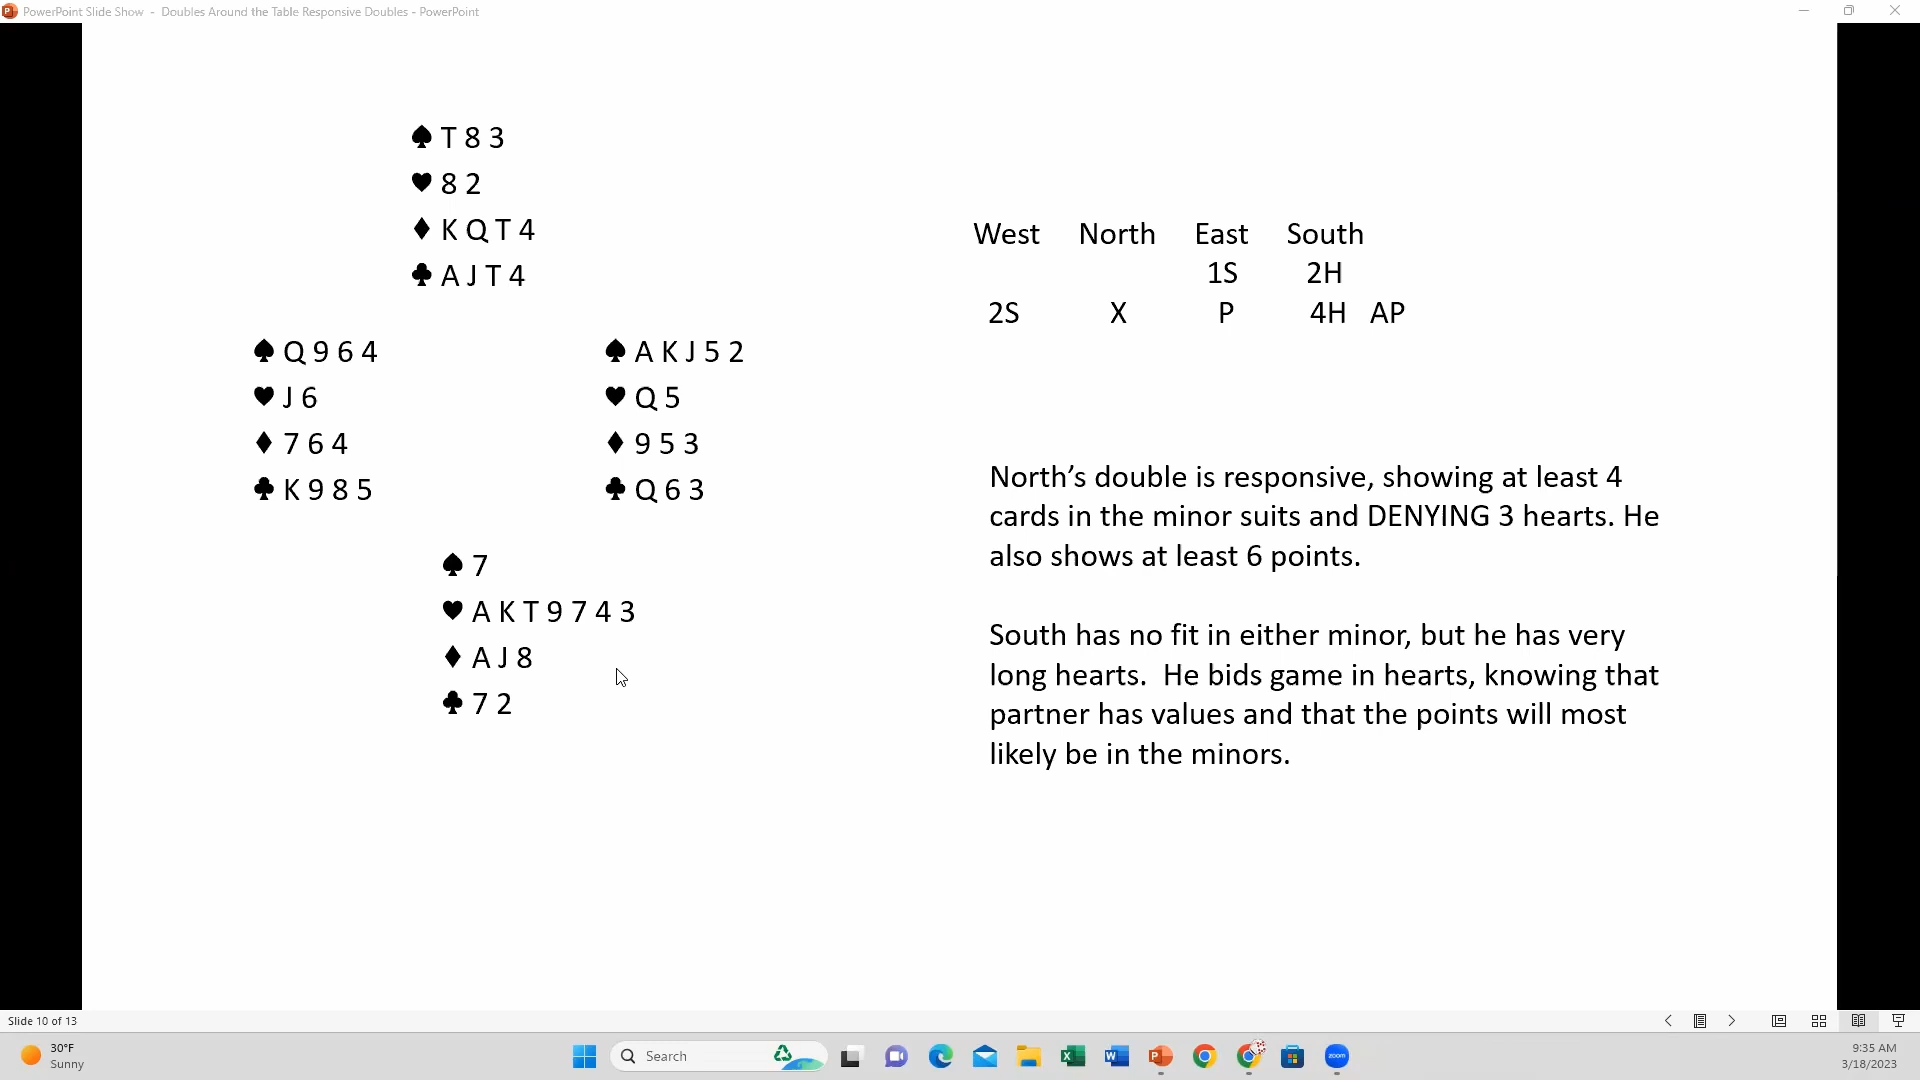 PowerPoint Slide Show - Doubles Around the Table Responsive Doubles - PowerPoint
♠ T 8 3
♥ 8 2
♦ K Q T 4
♣ A J T 4
♠ Q 9 6 4
♥ J 6
♦ 7 6 4
♣ K 9 8 5
♠ A K J 5 2
♥ Q 5
♦ 9 5 3
♣ Q 6 3
♠ 7
♥ A K T 9 7 4 3
♦ A J 8
♣ 7 2
West North East South
1S 2H
2S X P 4H AP
North’s double is responsive, showing at least 4
cards in the minor suits and DENYING 3 hearts. He
also shows at least 6 points.
South has no fit in either minor, but he has very
long hearts. He bids game in hearts, knowing that
partner has values and that the points will most
likely be in the minors.
Slide 10 of 13
30°F
Sunny
Search
zoom
9:35 AM
3/18/2023